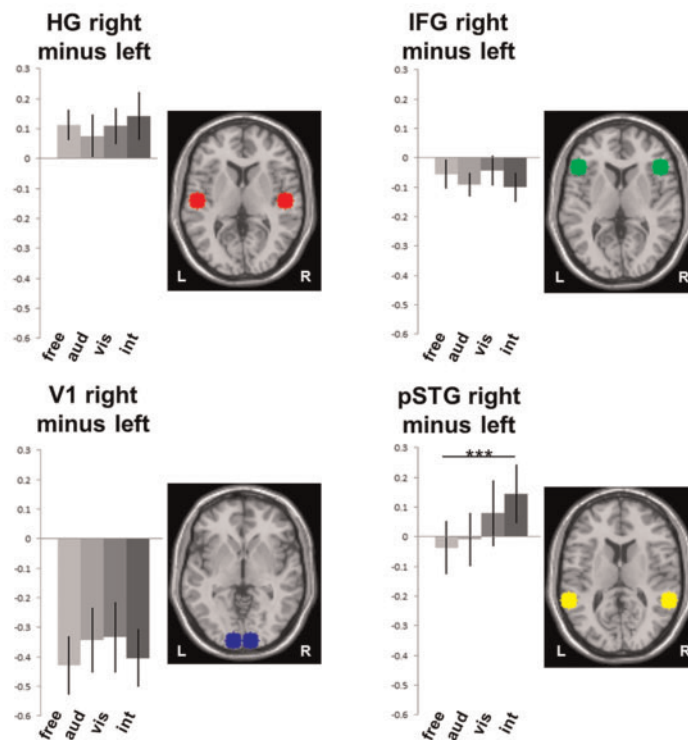 HG right
minus left
0.3
0.2
0.1
0
-0.1
-0.2
-0.3
-0.4
-0.5
-0.6
free
aud
vis
int
L
R
IFG right
minus left
0.3
0.2
0.1
0
-0.1
-0.2
-0.3
-0.4
-0.5
-0.6
free
aud
vis
int
L
R
V1 right
minus left
0.3
0.2
0.1
0
-0.1
-0.2
-0.3
-0.4
-0.5
-0.6
free
aud
vis
int
L
R
pSTG right
minus left
0.3
0.2
0.1
0
-0.1
-0.2
-0.3
-0.4
-0.5
-0.6
***
free
aud
vis
int
L
R